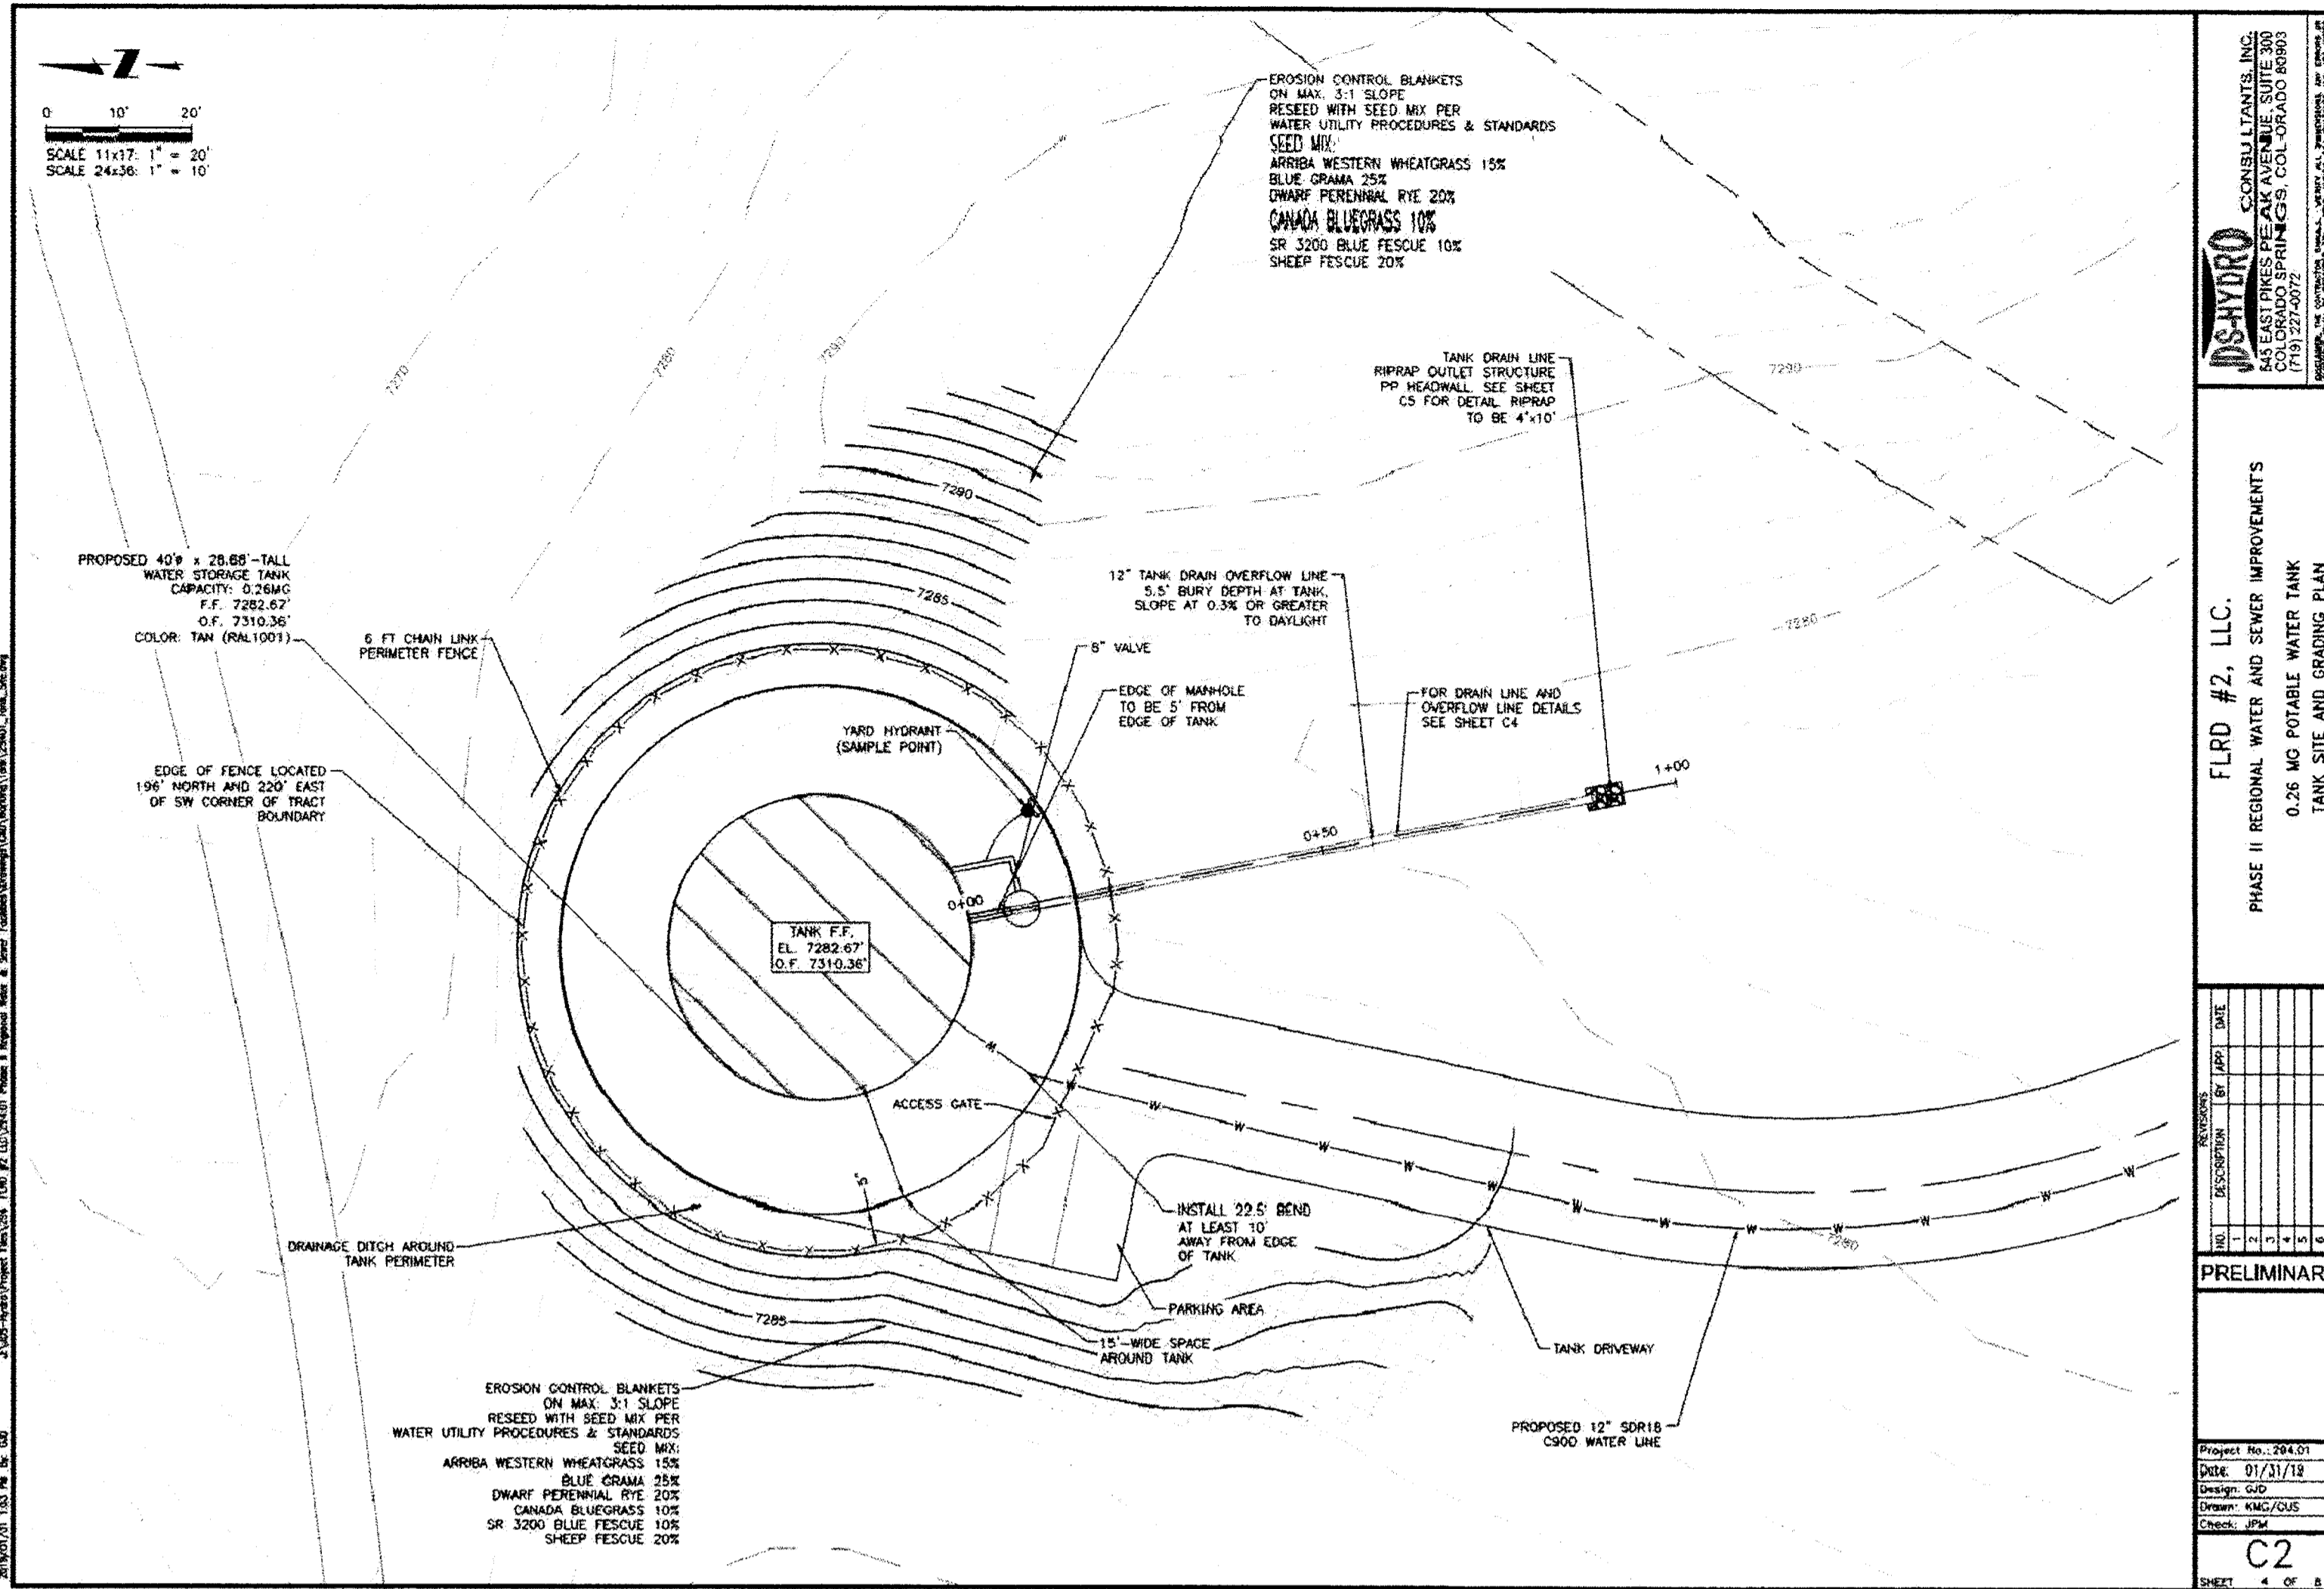 Z
0 10' 20'
SCALE 11x17: 1" = 20'
SCALE 24x36: 1" = 10'
EROSION CONTROL BLANKETS
ON MAX. 3:1 SLOPE
RESEED WITH SEED MIX PER
WATER UTILITY PROCEDURES & STANDARDS
SEED MIX:
ARRIBA WESTERN WHEATGRASS 15%
BLUE GRAMA 25%
DWARF PERENNIAL RYE 20%
CANADA BLUEGRASS 10%
SR 3200 BLUE FESCUE 10%
SHEEP FESCUE 20%
7270
7280
7290
7290
TANK DRAIN LINE
RIPRAP OUTLET STRUCTURE
PP HEADWALL. SEE SHEET
C5 FOR DETAIL RIPRAP
TO BE 4'x10'
7290
7285
7280
PROPOSED 40'ø x 28.68'-TALL
WATER STORAGE TANK
CAPACITY: 0.26MG
F.F. 7282.67'
O.F. 7310.36'
COLOR: TAN (RAL1001)
6 FT CHAIN LINK
PERIMETER FENCE
12" TANK DRAIN OVERFLOW LINE
5.5' BURY DEPTH AT TANK,
SLOPE AT 0.3% OR GREATER
TO DAYLIGHT
8" VALVE
EDGE OF MANHOLE
TO BE 5' FROM
EDGE OF TANK
FOR DRAIN LINE AND
OVERFLOW LINE DETAILS
SEE SHEET C4
YARD HYDRANT
(SAMPLE POINT)
EDGE OF FENCE LOCATED
196' NORTH AND 220' EAST
OF SW CORNER OF TRACT
BOUNDARY
0+00
0+50
1+00
TANK F.F.
EL. 7282.67'
O.F. 7310.36'
ACCESS GATE
5'
INSTALL 22.5° BEND
AT LEAST 10'
AWAY FROM EDGE
OF TANK
DRAINAGE DITCH AROUND
TANK PERIMETER
PARKING AREA
15'-WIDE SPACE
AROUND TANK
7285
7280
TANK DRIVEWAY
PROPOSED 12" SDR18
C900 WATER LINE
EROSION CONTROL BLANKETS
ON MAX: 3:1 SLOPE
RESEED WITH SEED MIX PER
WATER UTILITY PROCEDURES & STANDARDS
SEED MIX:
ARRIBA WESTERN WHEATGRASS 15%
BLUE GRAMA 25%
DWARF PERENNIAL RYE 20%
CANADA BLUEGRASS 10%
SR 3200 BLUE FESCUE 10%
SHEEP FESCUE 20%
JDS-HYDRO CONSULTANTS, INC.
545 EAST PIKES PEAK AVENUE, SUITE 300
COLORADO SPRINGS, COLORADO 80903
(719) 227-0072
FLRD #2, LLC.
PHASE II REGIONAL WATER AND SEWER IMPROVEMENTS
0.26 MG POTABLE WATER TANK
TANK SITE AND GRADING PLAN
REVISIONS
NO. DESCRIPTION BY APP. DATE
1
2
3
4
5
6
PRELIMINAR
Project No.: 294.01
Date: 01/31/19
Design: GJD
Drawn: KMG/CUS
Check: JPM
C2
SHEET 4 OF 8